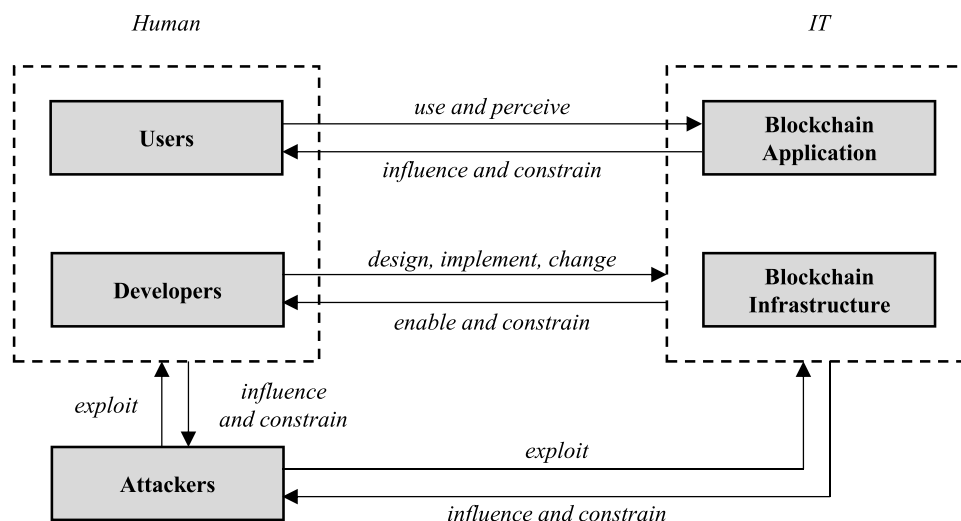 Human
IT
Users
use and perceive
Blockchain
Application
influence and constrain
Developers
design, implement, change
Blockchain
Infrastructure
enable and constrain
exploit
influence
and constrain
Attackers
exploit
influence and constrain